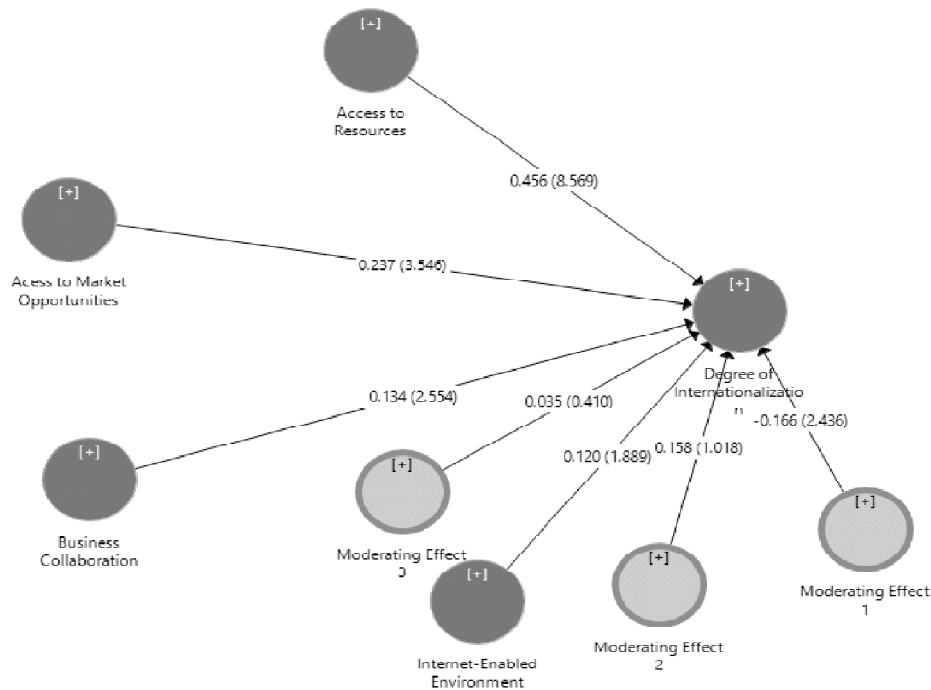 [+]
Access to
Resources
0.456 (8.569)
[+]
Acess to Market
Opportunities
0.237 (3.546)
[+]
Degree of
Internationalizatio
n
0.134 (2.554)
0.035 (0.410)
-0.166 (2.436)
0.120 (1.889)
0.158 (1.018)
[+]
Business
Collaboration
[+]
Moderating Effect
3
[+]
Internet-Enabled
Environment
[+]
Moderating Effect
2
[+]
Moderating Effect
1